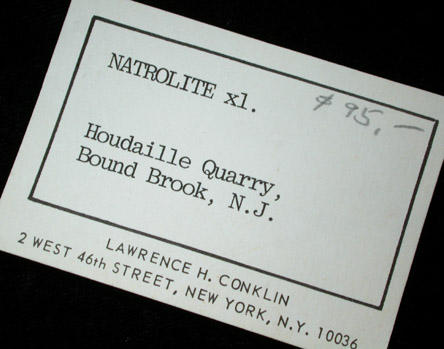 NATROLITE xl.
$95.—
Houdaille Quarry,
Bound Brook, N.J.
LAWRENCE H. CONKLIN
2 WEST 46th STREET, NEW YORK, N.Y. 10036